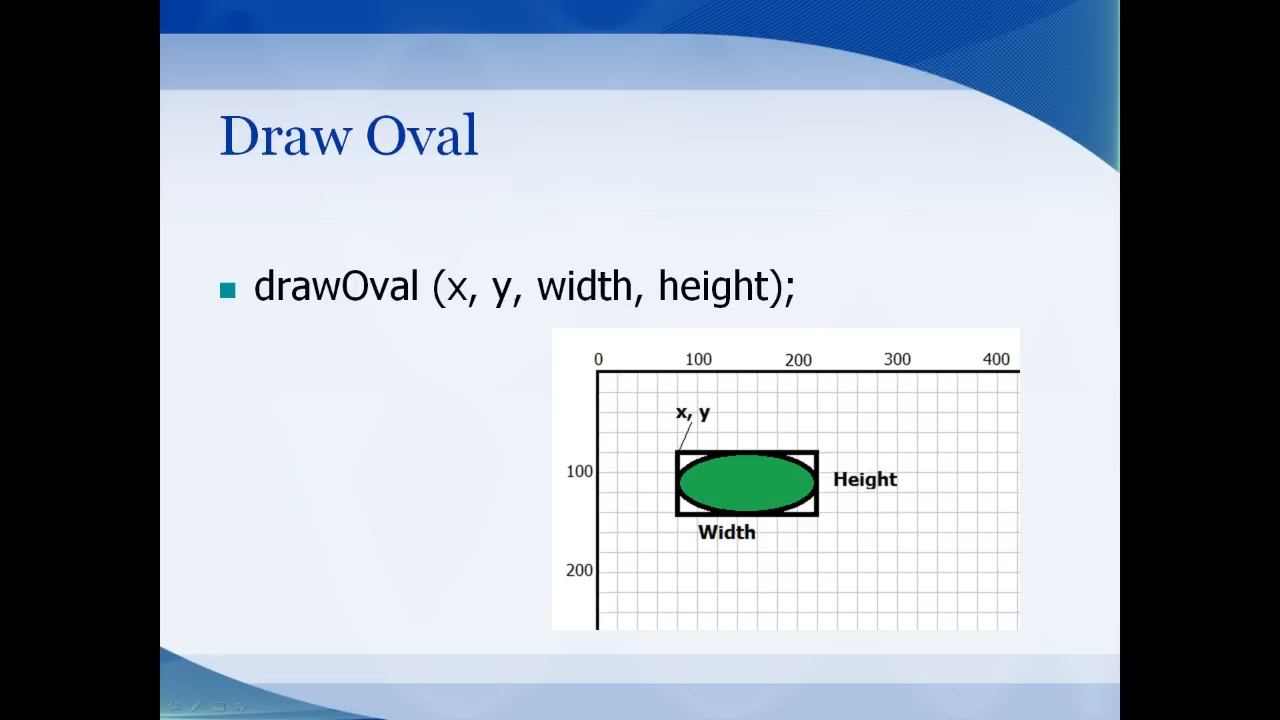 Draw Oval
drawOval (x, y, width, height);
0 100 200 300 400
x, y
100
Height
Width
200